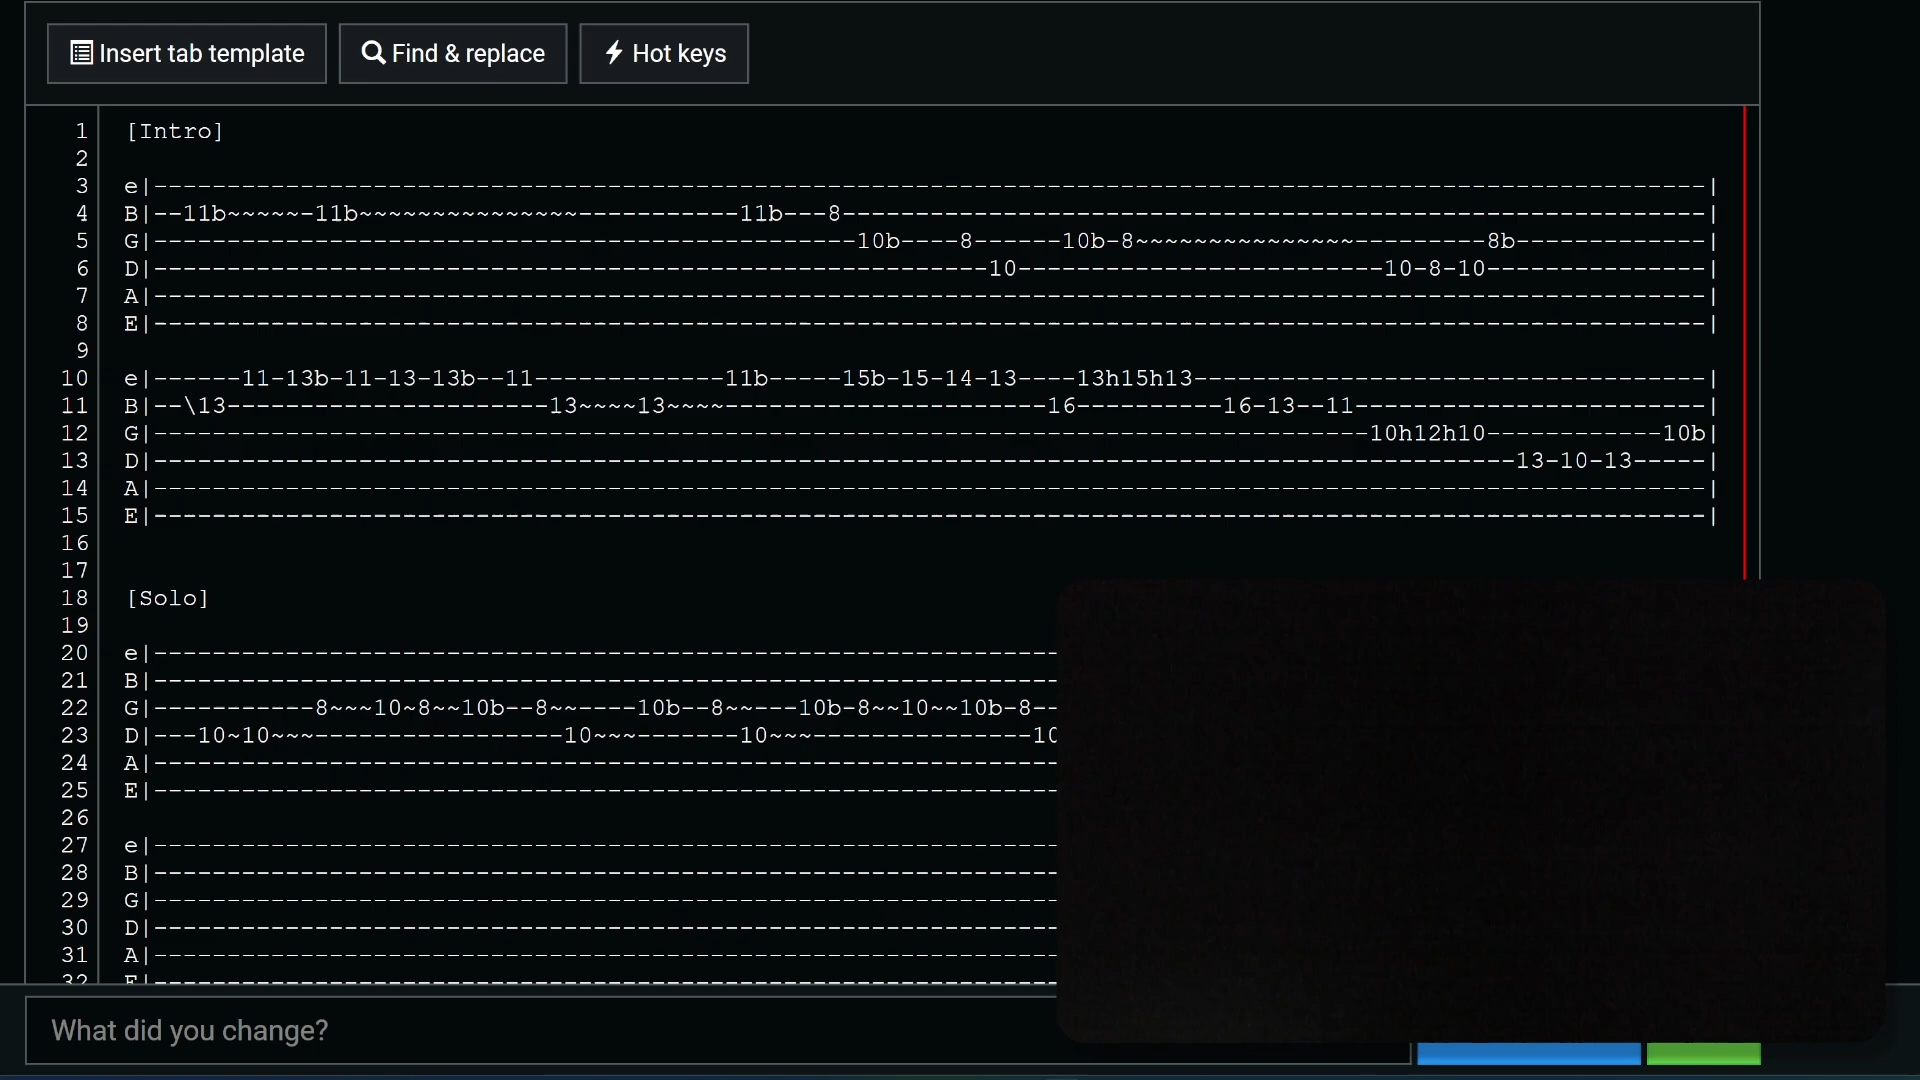 Insert tab template
Find & replace
Hot keys
1 [Intro]
2
3 e|----------------------------------------------------------------------------------------------------------|
4 B|--11b~~~~~-11b~~~~~~~~~~~~~~~-----------11b---8-----------------------------------------------------------|
5 G|------------------------------------------------10b----8------10b-8~~~~~~~~~~~~~~~---------8b-------------|
6 D|---------------------------------------------------------10-------------------------10-8-10---------------|
7 A|----------------------------------------------------------------------------------------------------------|
8 E|----------------------------------------------------------------------------------------------------------|
9
10 e|------11-13b-11-13-13b--11-------------11b-----15b-15-14-13----13h15h13-----------------------------------|
11 B|--\13----------------------13~~~~13~~~~----------------------16----------16-13--11------------------------|
12 G|-----------------------------------------------------------------------------------10h12h10------------10b|
13 D|---------------------------------------------------------------------------------------------13-10-13-----|
14 A|----------------------------------------------------------------------------------------------------------|
15 E|----------------------------------------------------------------------------------------------------------|
16
17
18 [Solo]
19
20 e|--------------------------------------------------------------
21 B|--------------------------------------------------------------
22 G|-----------8~~~10~8~~10b--8~~----10b--8~~---10b-8~~10~~10b-8--
23 D|---10~10~~~-----------------10~~~-------10~~~---------------10
24 A|--------------------------------------------------------------
25 E|--------------------------------------------------------------
26
27 e|--------------------------------------------------------------
28 B|--------------------------------------------------------------
29 G|--------------------------------------------------------------
30 D|--------------------------------------------------------------
31 A|--------------------------------------------------------------
32 E|--------------------------------------------------------------
What did you change?